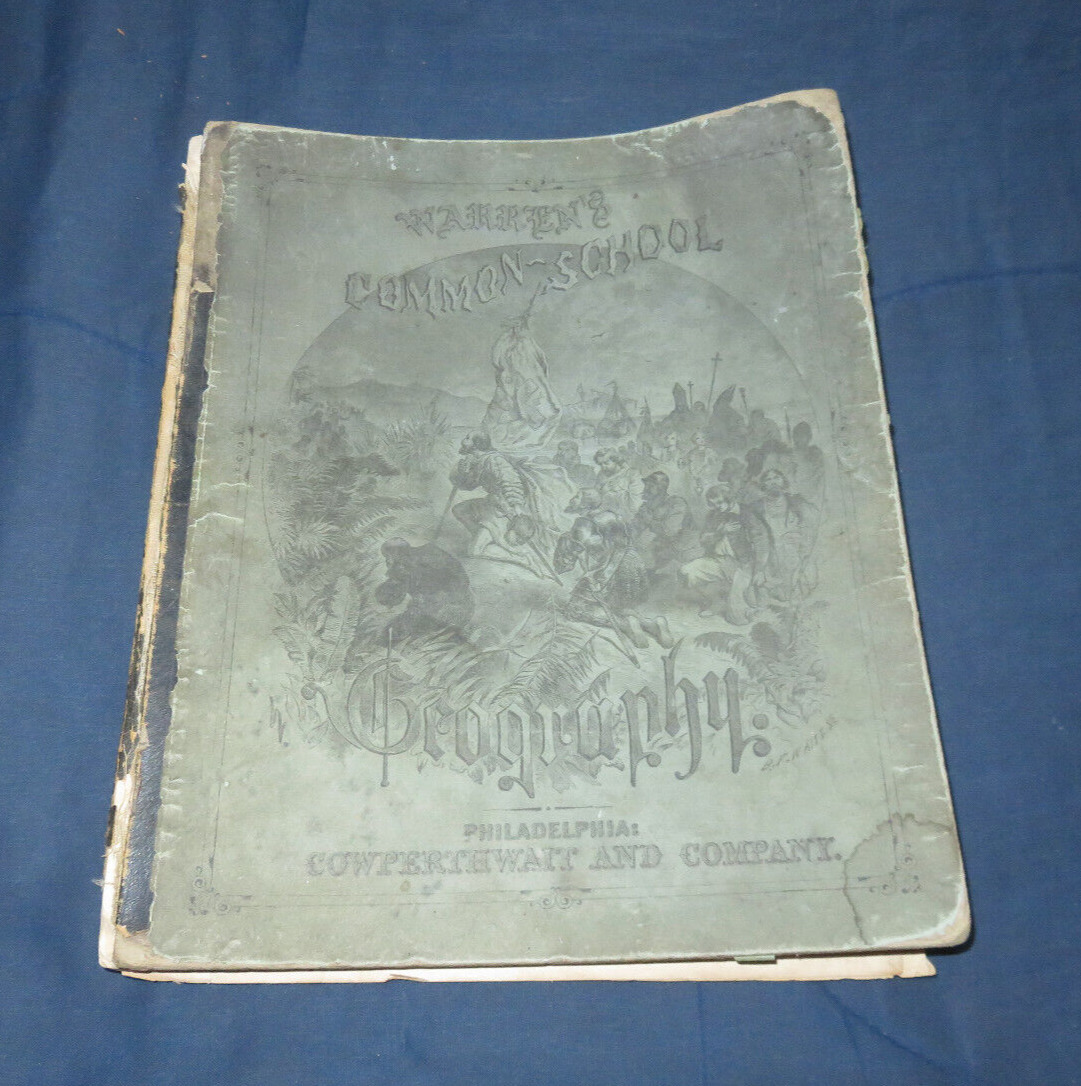 WARREN'S
COMMON-SCHOOL
Geography:
PHILADELPHIA:
COWPERTHWAIT AND COMPANY.